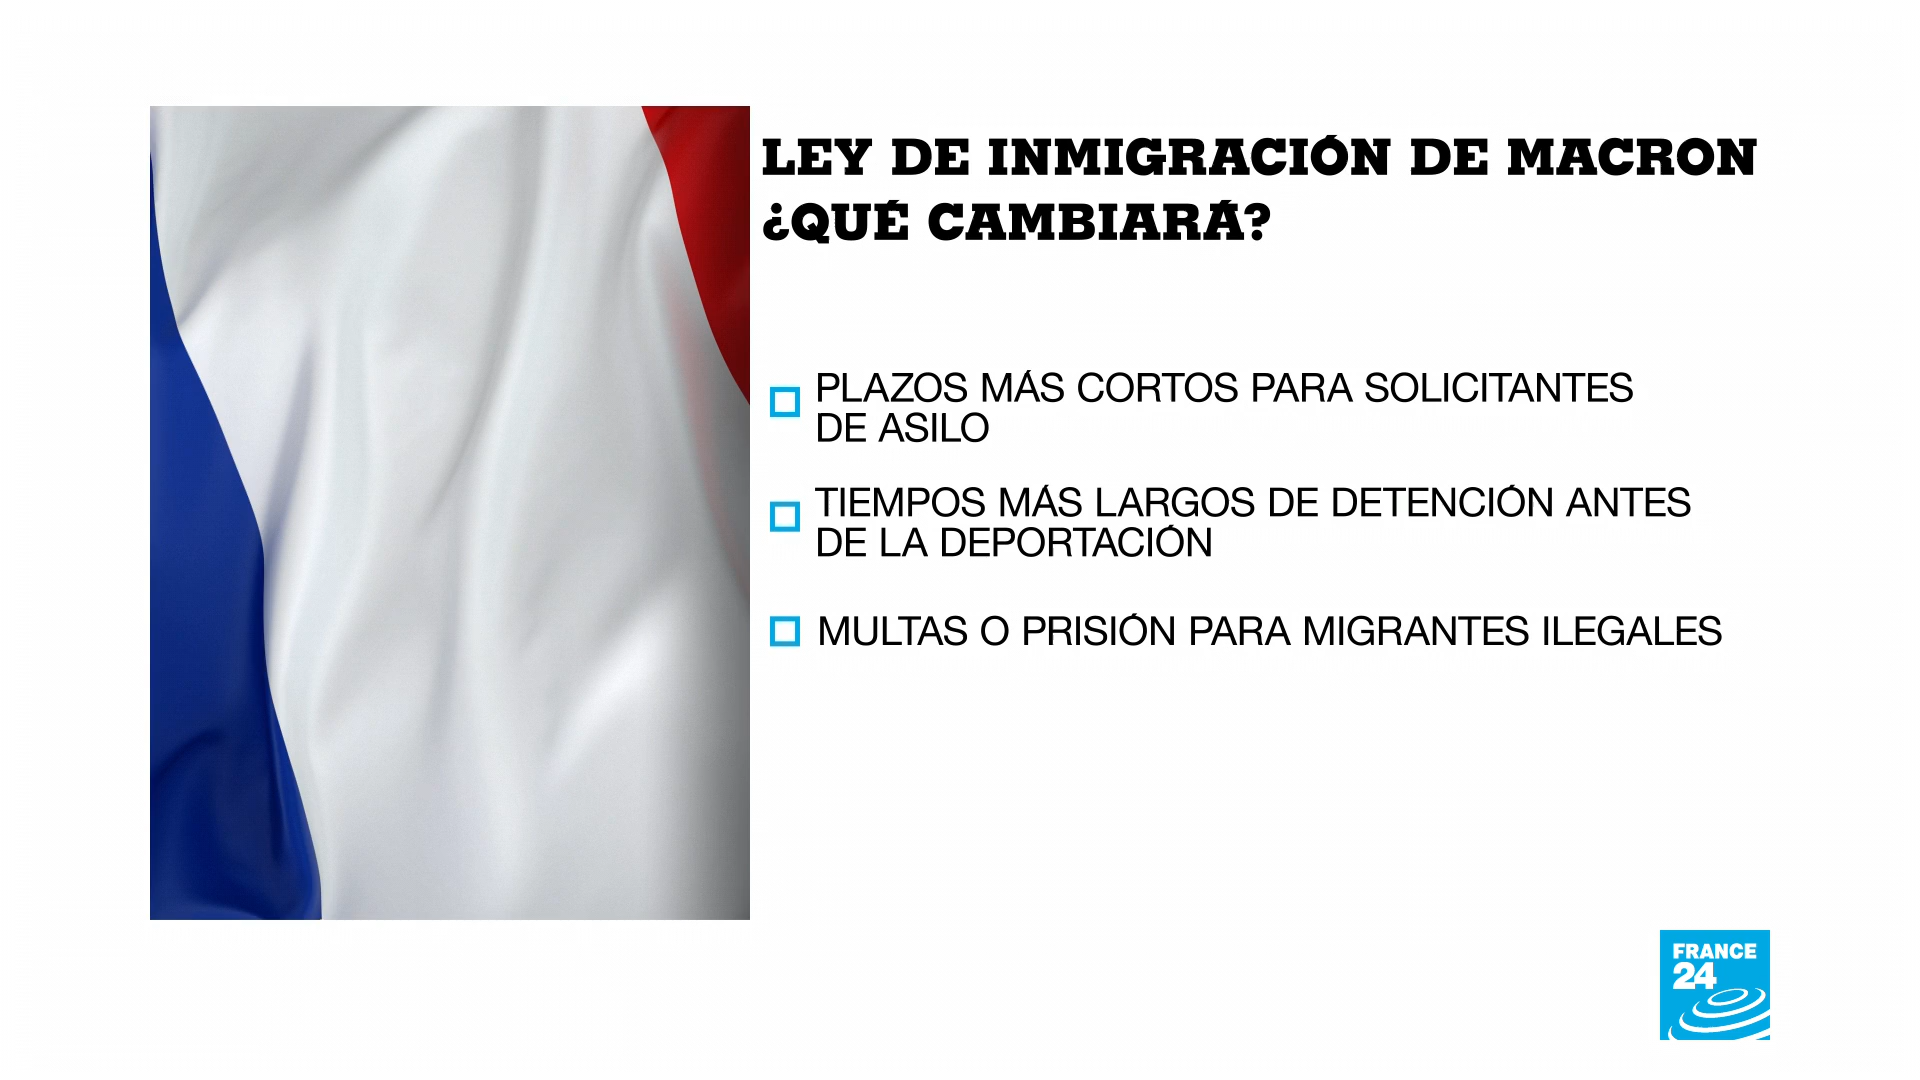 LEY DE INMIGRACIÓN DE MACRON
¿QUÉ CAMBIARÁ?
PLAZOS MÁS CORTOS PARA SOLICITANTES
DE ASILO
TIEMPOS MÁS LARGOS DE DETENCIÓN ANTES
DE LA DEPORTACIÓN
MULTAS O PRISIÓN PARA MIGRANTES ILEGALES
FRANCE
24